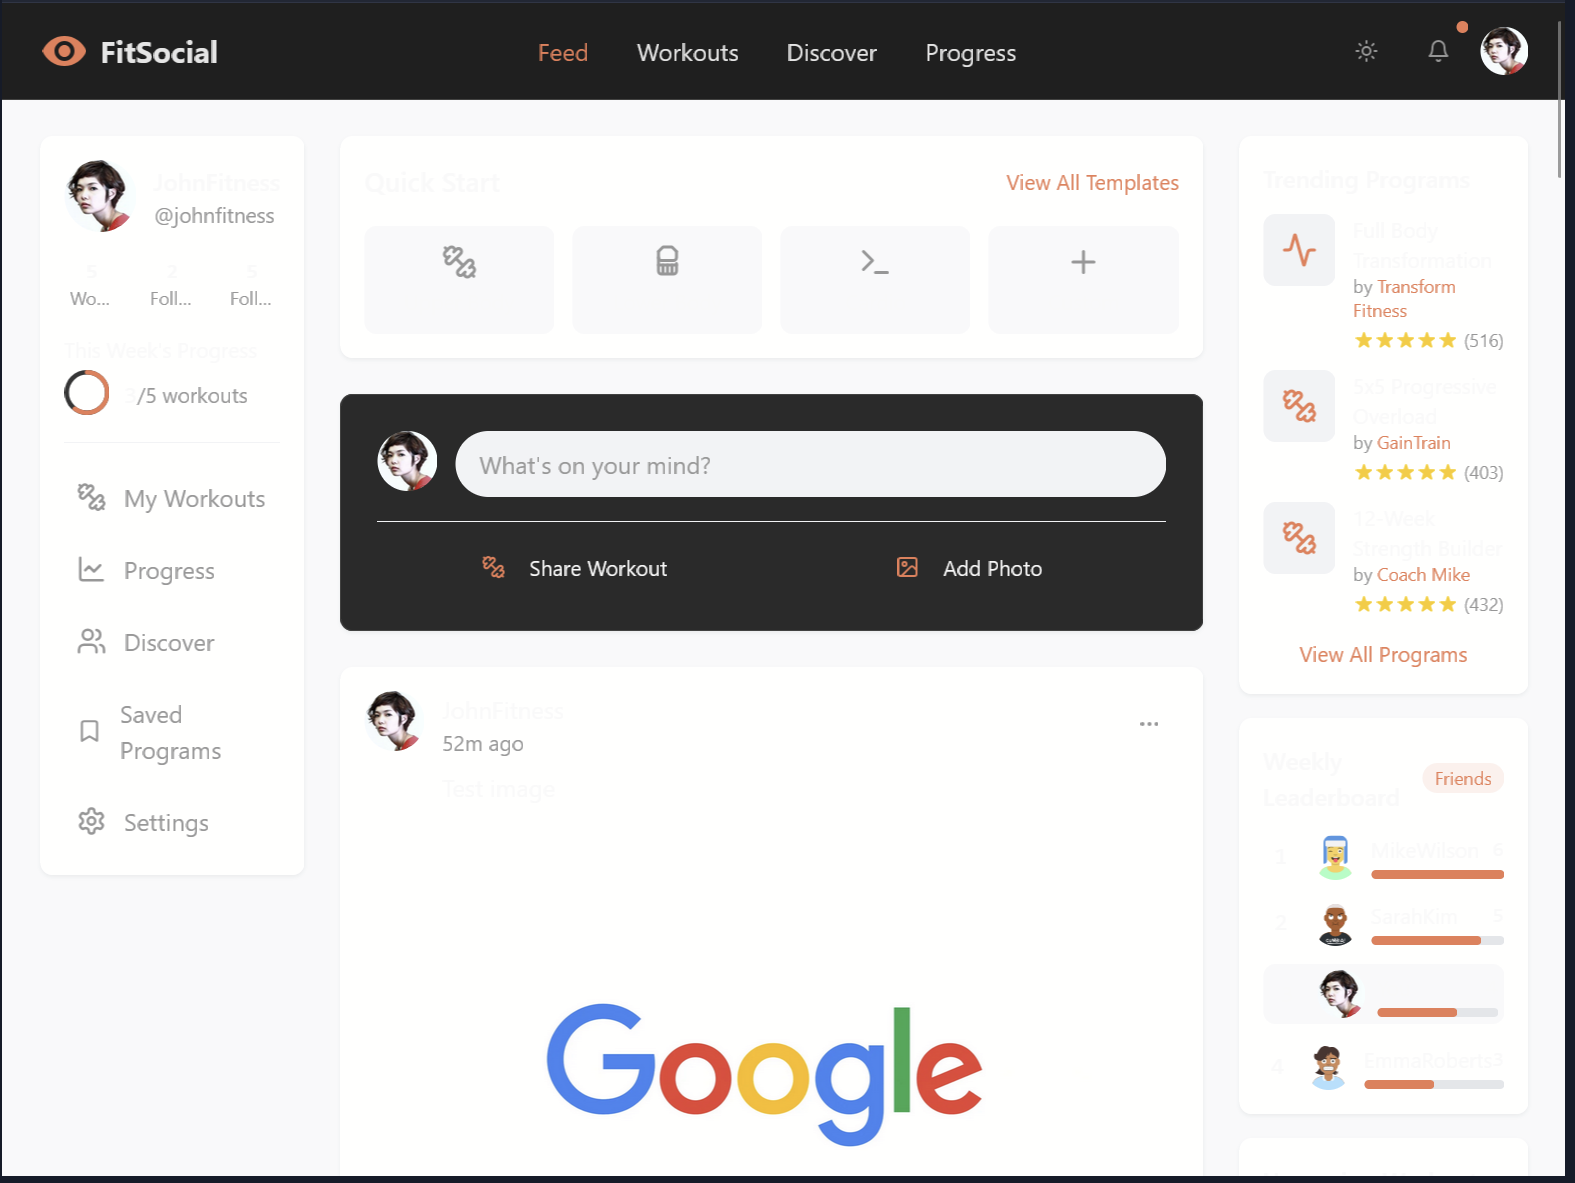 FitSocial
Feed
Workouts
Discover
Progress
JohnFitness
@johnfitness
5
2
5
Wo...
Foll...
Foll...
This Week's Progress
3/5 workouts
My Workouts
Progress
Discover
Saved
Programs
Settings
Quick Start
View All Templates
What's on your mind?
Share Workout
Add Photo
JohnFitness
52m ago
Test image
Google
Trending Programs
Full Body
Transformation
by Transform
Fitness
(516)
5x5 Progressive
Overload
by GainTrain
(403)
12-Week
Strength Builder
by Coach Mike
(432)
View All Programs
Weekly
Leaderboard
Friends
1
MikeWilson 6
2
SarahKim 5
4
EmmaRoberts 3